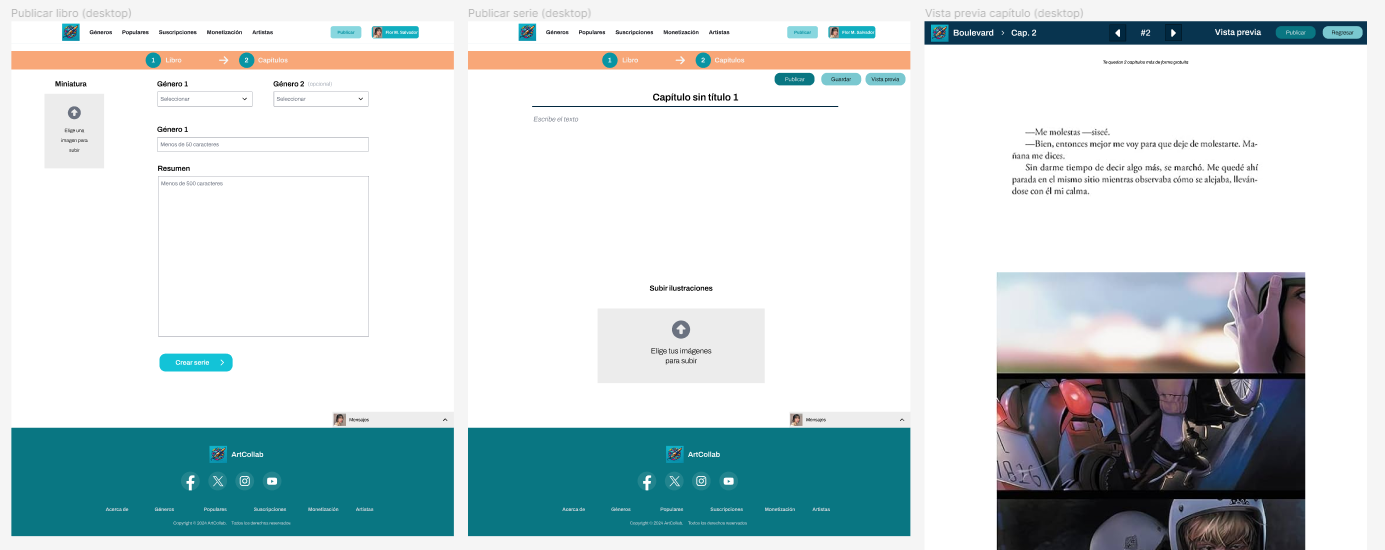 Publicar libro (desktop)
Géneros Populares Suscripciones Monetización Artistas Publicar Flor M. Salvador
1 Libro → 2 Capítulos
Miniatura
Elige una
imagen para
subir
Género 1
Seleccionar
Género 2 (opcional)
Seleccionar
Género 1
Menos de 50 caracteres
Resumen
Menos de 500 caracteres
Crear serie
Mensajes
ArtCollab
Acerca de Géneros Populares Suscripciones Monetización Artistas
Copyright © 2024 ArtCollab. Todos los derechos reservados
Publicar serie (desktop)
Géneros Populares Suscripciones Monetización Artistas Publicar Flor M. Salvador
1 Libro → 2 Capítulos
Publicar Guardar Vista previa
Capítulo sin título 1
Escribe el texto
Subir ilustraciones
Elige tus imágenes
para subir
Mensajes
ArtCollab
Acerca de Géneros Populares Suscripciones Monetización Artistas
Copyright © 2024 ArtCollab. Todos los derechos reservados
Vista previa capítulo (desktop)
Boulevard > Cap. 2 #2 Vista previa Publicar Regresar
Te quedan 2 capítulos más de forma gratuita
—Me molestas —siseé.
—Bien, entonces mejor me voy para que deje de molestarte. Ma-
ñana me dices.
Sin darme tiempo de decir algo más, se marchó. Me quedé ahí
parada en el mismo sitio mientras observaba cómo se alejaba, lleván-
dose con él mi calma.